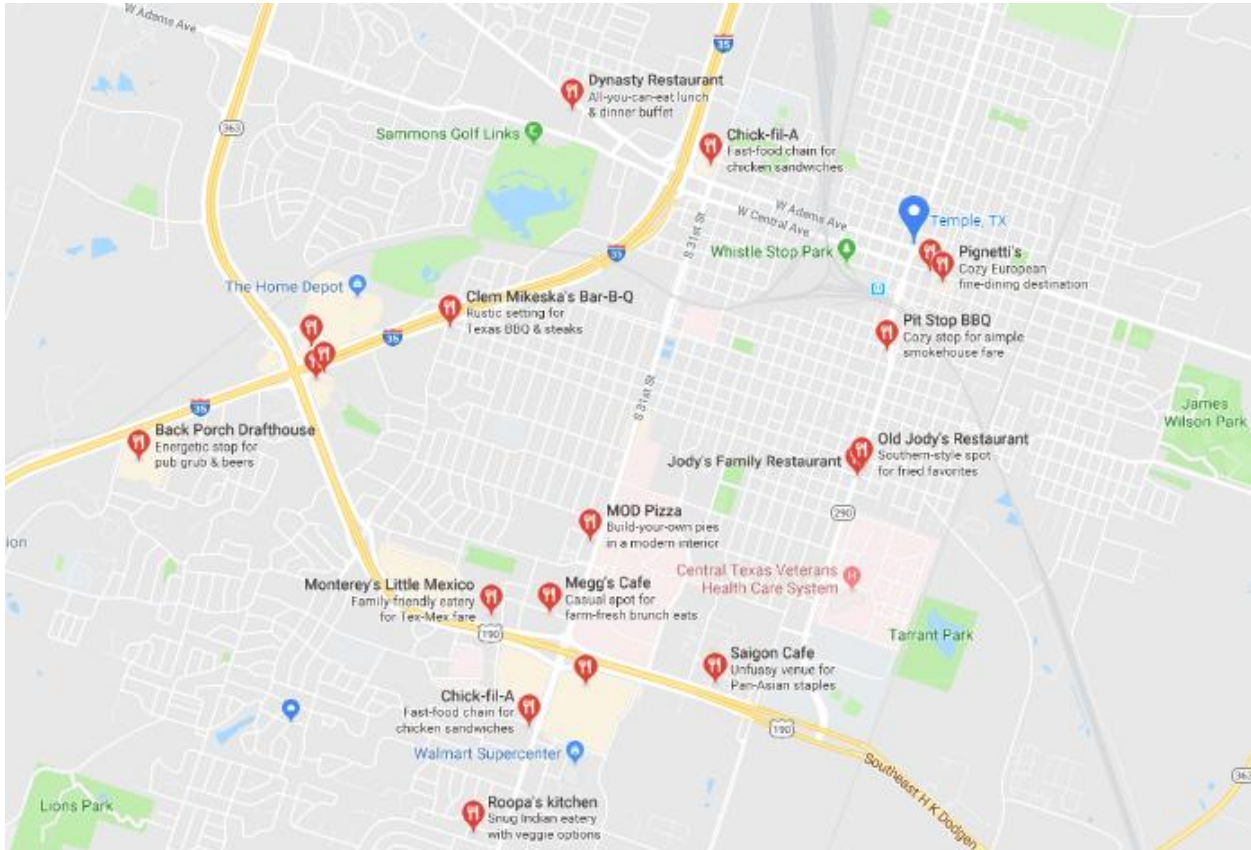 W Adams Ave
35
Dynasty Restaurant
All-you-can-eat lunch
& dinner buffet
363
Sammons Golf Links
Chick-fil-A
Fast-food chain for
chicken sandwiches
W Adams Ave
W Central Ave
S 31st St
Temple, TX
Whistle Stop Park
Pignetti's
Cozy European
fine-dining destination
35
The Home Depot
Clem Mikeska's Bar-B-Q
Rustic setting for
Texas BBQ & steaks
35
Pit Stop BBQ
Cozy stop for simple
smokehouse fare
S 31st St
35
James
Wilson Park
Back Porch Drafthouse
Energetic stop for
pub grub & beers
Old Jody's Restaurant
Southern-style spot
for fried favorites
Jody's Family Restaurant
290
MOD Pizza
Build-your-own pies
in a modern interior
ion
Central Texas Veterans
Health Care System
H
Monterey's Little Mexico
Family-friendly eatery
for Tex-Mex fare
Megg's Cafe
Casual spot for
farm-fresh brunch eats
190
Tarrant Park
Saigon Cafe
Unfussy venue for
Pan-Asian staples
Chick-fil-A
Fast-food chain for
chicken sandwiches
190
Walmart Supercenter
Southeast H K Dodgen
363
Lions Park
Roopa's kitchen
Snug Indian eatery
with veggie options